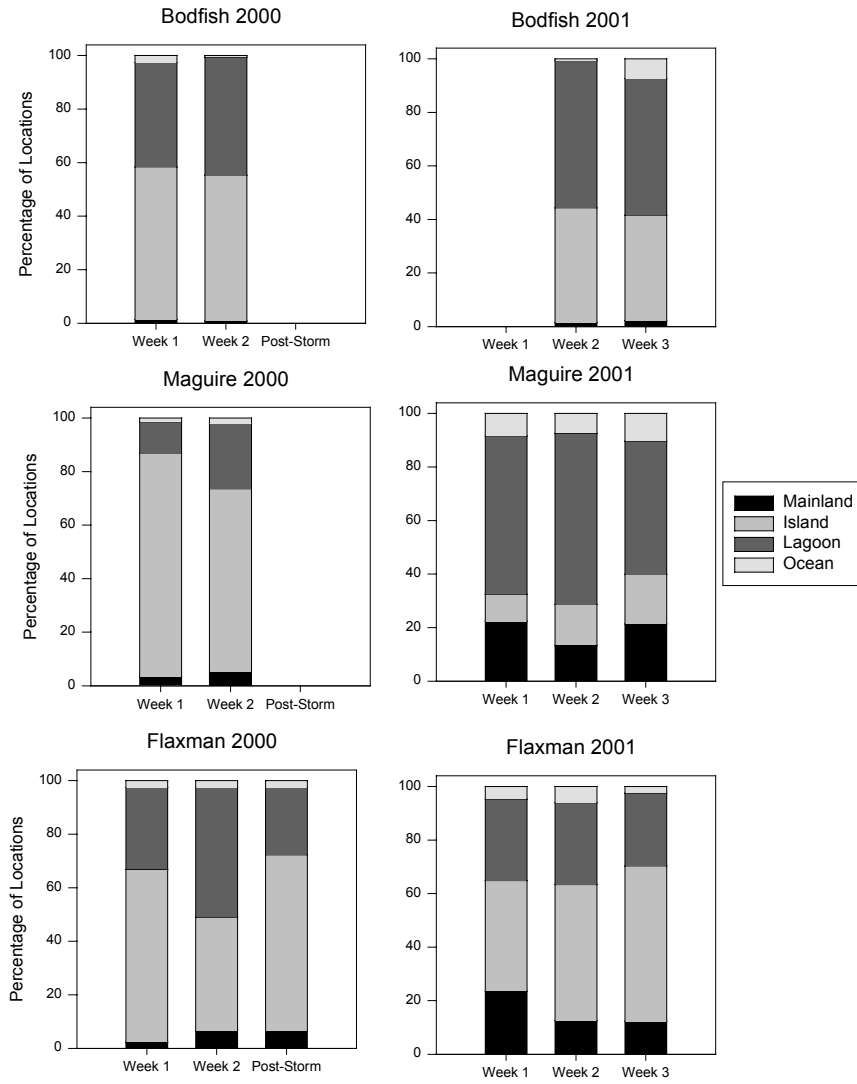 Bodfish 2000
Percentage of Locations
100
80
60
40
20
0
Week 1 Week 2 Post-Storm
Bodfish 2001
100
80
60
40
20
0
Week 1 Week 2 Week 3
Maguire 2000
Percentage of Locations
100
80
60
40
20
0
Week 1 Week 2 Post-Storm
Maguire 2001
100
80
60
40
20
0
Week 1 Week 2 Week 3
Mainland
Island
Lagoon
Ocean
Flaxman 2000
Percentage of Locations
100
80
60
40
20
0
Week 1 Week 2 Post-Storm
Flaxman 2001
100
80
60
40
20
0
Week 1 Week 2 Week 3